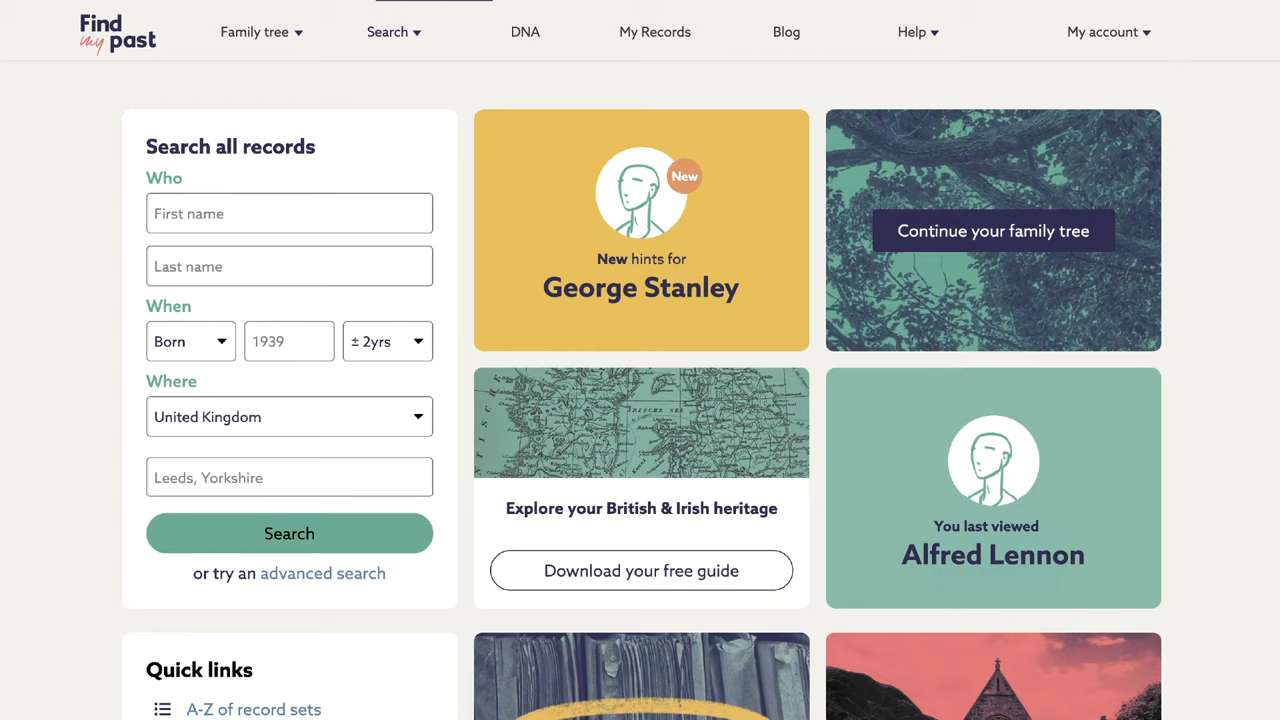 Find
my past
Family tree
Search
DNA
My Records
Blog
Help
My account
Search all records
Who
First name
Last name
When
Born
1939
± 2yrs
Where
United Kingdom
Leeds, Yorkshire
Search
or try an advanced search
Quick links
A-Z of record sets
New
New hints for
George Stanley
Continue your family tree
IRISCHE SEE
Explore your British & Irish heritage
Download your free guide
You last viewed
Alfred Lennon